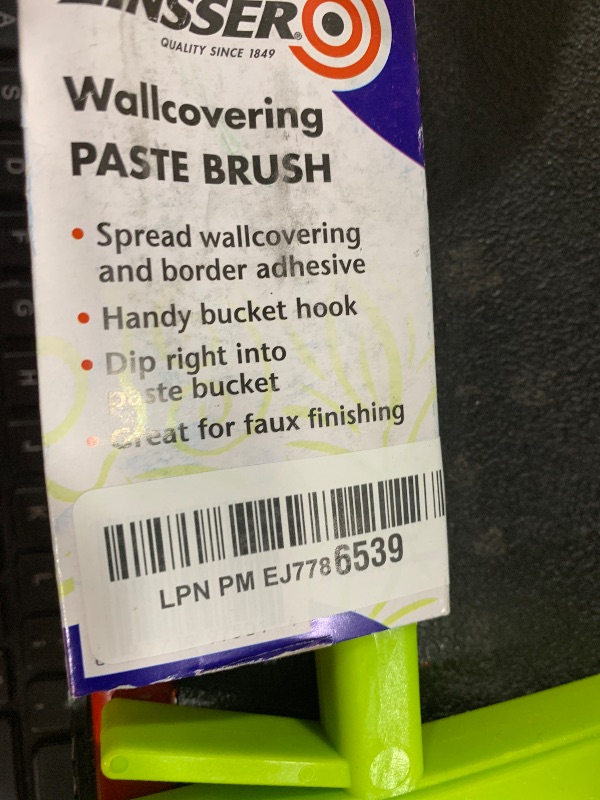 QUALITY SINCE 1849
Wallcovering
PASTE BRUSH
• Spread wallcovering
and border adhesive
• Handy bucket hook
• Dip right into
paste bucket
• Great for faux finishing
LPN PM EJ7786539
A
S
D
F
G
H
J
K
L